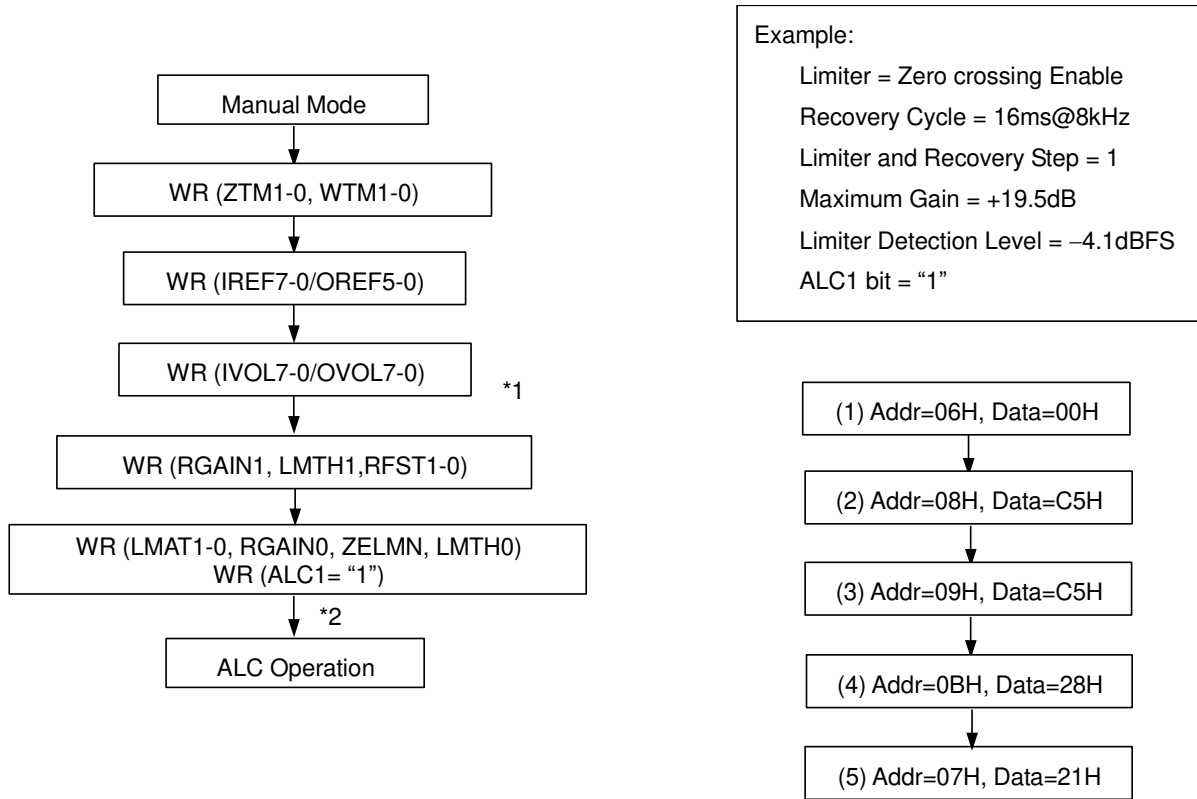 Manual Mode
WR (ZTM1-0, WTM1-0)
WR (IREF7-0/OREF5-0)
WR (IVOL7-0/OVOL7-0)
*1
WR (RGAIN1, LMTH1,RFST1-0)
WR (LMAT1-0, RGAIN0, ZELMN, LMTH0)
WR (ALC1= “1”)
*2
ALC Operation
Example:
Limiter = Zero crossing Enable
Recovery Cycle = 16ms@8kHz
Limiter and Recovery Step = 1
Maximum Gain = +19.5dB
Limiter Detection Level = −4.1dBFS
ALC1 bit = “1”
(1) Addr=06H, Data=00H
(2) Addr=08H, Data=C5H
(3) Addr=09H, Data=C5H
(4) Addr=0BH, Data=28H
(5) Addr=07H, Data=21H